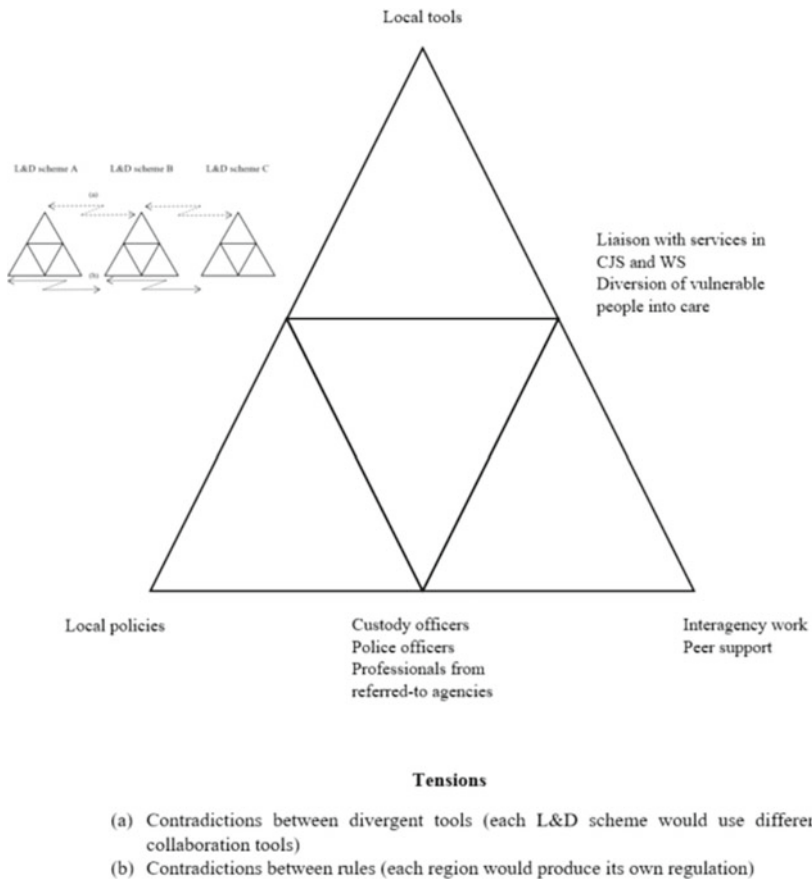 Local tools
L&D scheme A
L&D scheme B
L&D scheme C
(a)
(b)
Liaison with services in
CJS and WS
Diversion of vulnerable
people into care
Local policies
Custody officers
Police officers
Professionals from
referred-to agencies
Interagency work
Peer support
Tensions
(a) Contradictions between divergent tools (each L&D scheme would use differen
collaboration tools)
(b) Contradictions between rules (each region would produce its own regulation)